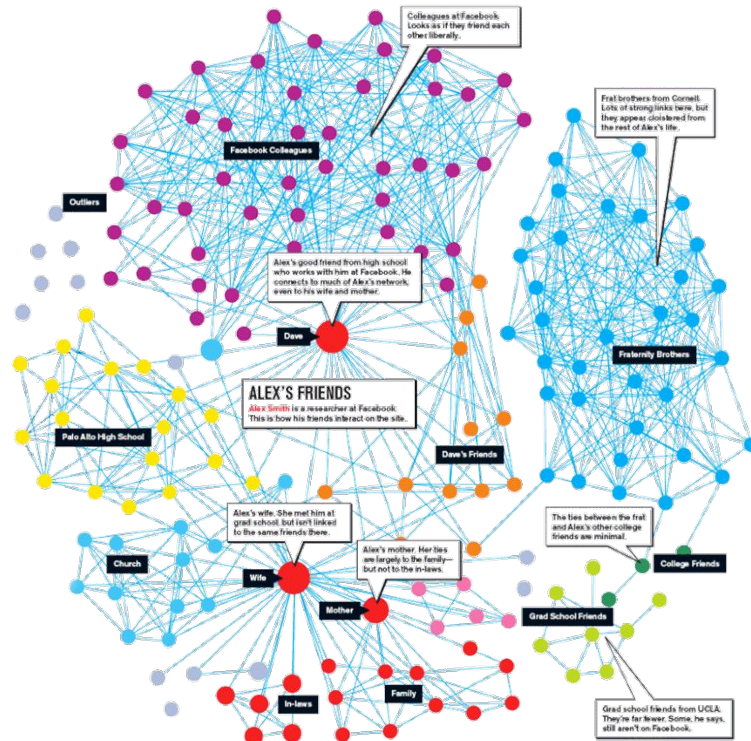 Colleagues at Facebook.
Looks as if they friend each
other liberally.
Frat brothers from Cornell.
Lots of strong links here, but
they appear cloistered from
the rest of Alex's life.
Facebook Colleagues
Outliers
Alex's good friend from high school
who works with him at Facebook. He
connects to much of Alex's network,
even to his wife and mother.
Dave
Fraternity Brothers
ALEX'S FRIENDS
Alex Smith is a researcher at Facebook
This is how his friends interact on the site.
Palo Alto High School
Dave's Friends
Alex's wife. She met him at
grad school, but isn't linked
to the same friends there.
The ties between the frat
and Alex's other college
friends are minimal.
Alex's mother. Her ties
are largely to the family—
but not to the in-laws.
Church
College Friends
Wife
Mother
Grad School Friends
In-laws
Family
Grad school friends from UCLA.
They're far fewer. Some, he says,
still aren't on Facebook.